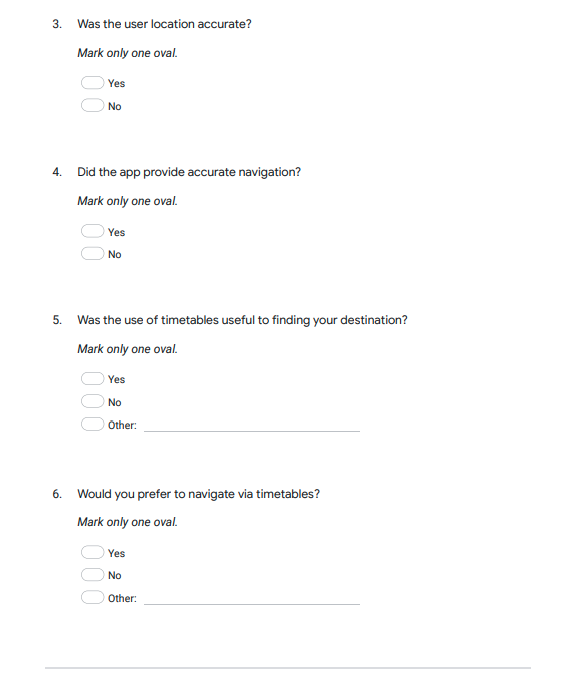 3. Was the user location accurate?
Mark only one oval.
Yes
No
4. Did the app provide accurate navigation?
Mark only one oval.
Yes
No
5. Was the use of timetables useful to finding your destination?
Mark only one oval.
Yes
No
Other:
6. Would you prefer to navigate via timetables?
Mark only one oval.
Yes
No
Other: